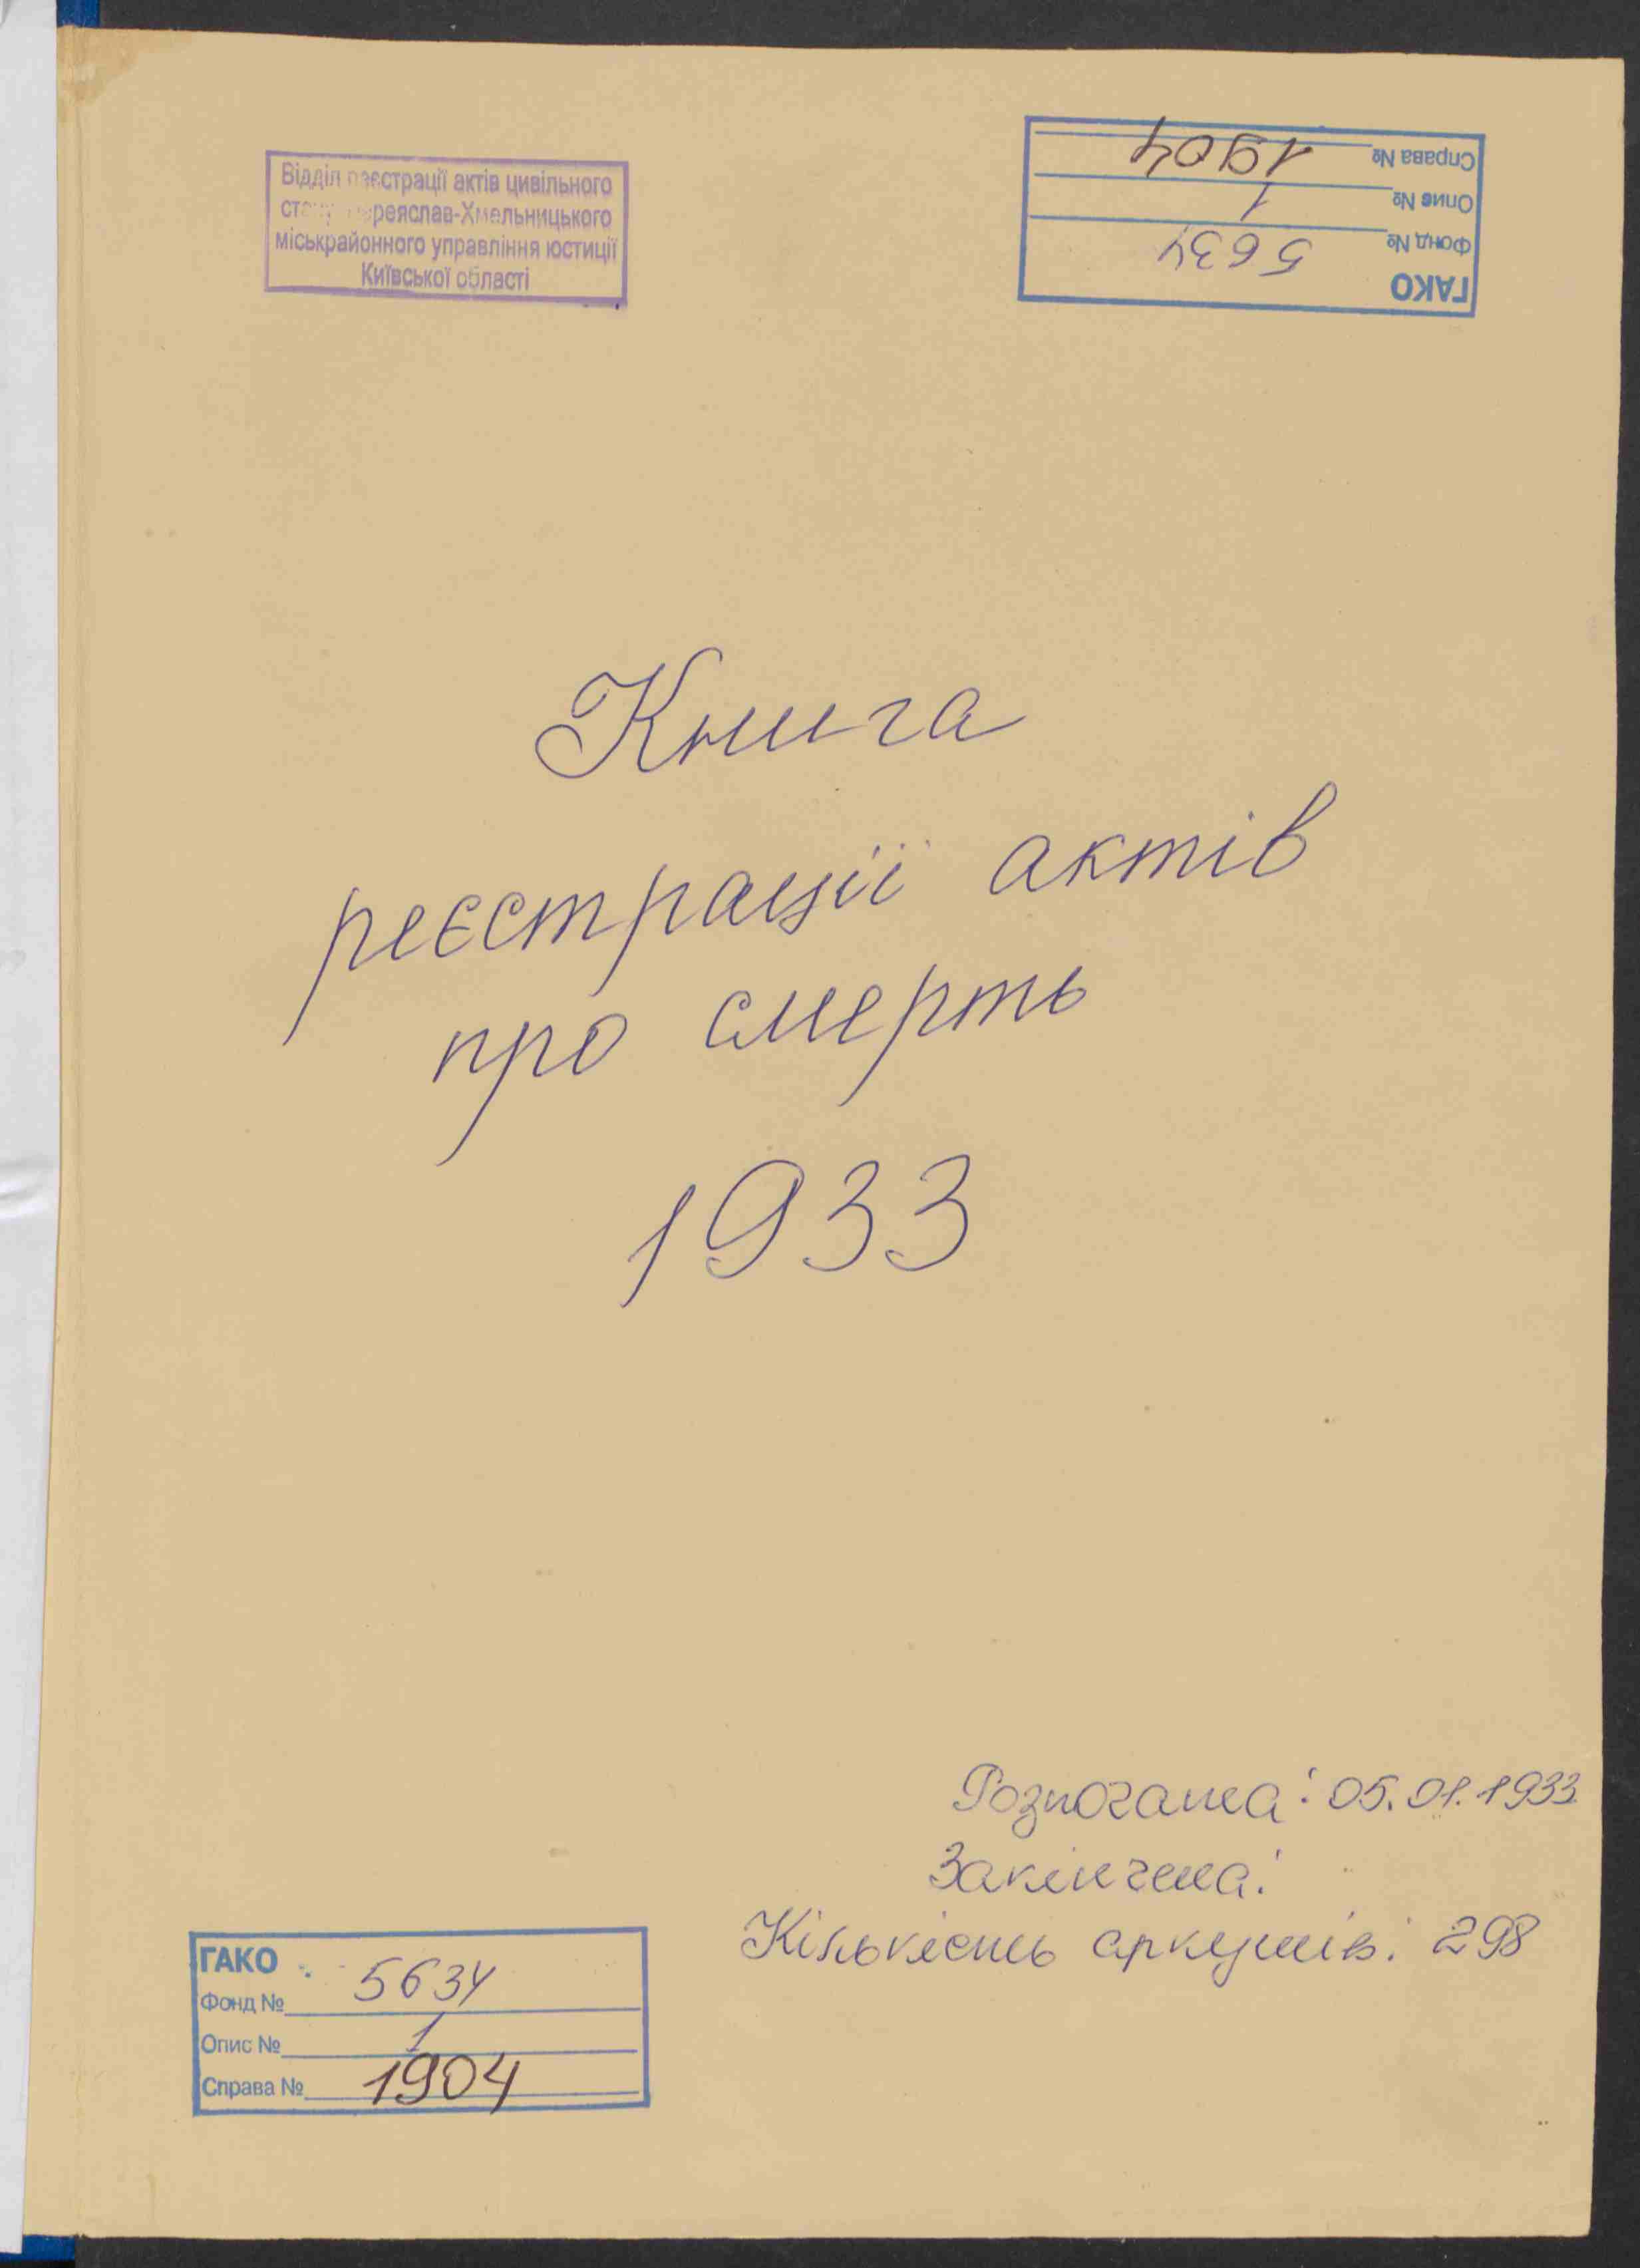 Відділ реєстрації актів цивільного
Переяслав-Хмельницького
міськрайонного управління юстиції
Київської області
ГАКО
Фонд № 5634
Опис № 1
Справа № 1904
Книга
реєстрації актів
про смерть
1933
Розпочата: 05.01.1933
Закінчена:
Кількість аркушів: 298
ГАКО
Фонд № 5634
Опис № 1
Справа № 1904